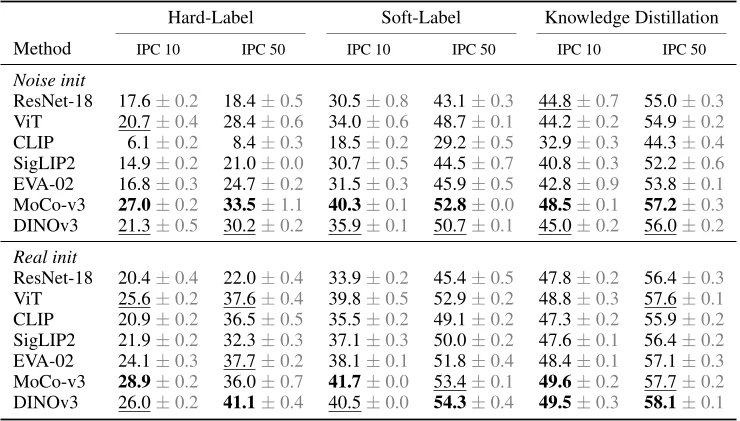 Hard-Label Soft-Label Knowledge Distillation
Method IPC 10 IPC 50 IPC 10 IPC 50 IPC 10 IPC 50
Noise init
ResNet-18 17.6 ± 0.2 18.4 ± 0.5 30.5 ± 0.8 43.1 ± 0.3 44.8 ± 0.7 55.0 ± 0.3
ViT 20.7 ± 0.4 28.4 ± 0.6 34.0 ± 0.6 48.7 ± 0.1 44.2 ± 0.2 54.9 ± 0.2
CLIP 6.1 ± 0.2 8.4 ± 0.3 18.5 ± 0.2 29.2 ± 0.5 32.9 ± 0.3 44.3 ± 0.4
SigLIP2 14.9 ± 0.2 21.0 ± 0.0 30.7 ± 0.5 44.5 ± 0.7 40.8 ± 0.3 52.2 ± 0.6
EVA-02 16.8 ± 0.3 24.7 ± 0.2 31.5 ± 0.3 45.9 ± 0.5 42.8 ± 0.9 53.8 ± 0.1
MoCo-v3 27.0 ± 0.2 33.5 ± 1.1 40.3 ± 0.1 52.8 ± 0.0 48.5 ± 0.1 57.2 ± 0.3
DINOv3 21.3 ± 0.5 30.2 ± 0.2 35.9 ± 0.1 50.7 ± 0.1 45.0 ± 0.2 56.0 ± 0.2
Real init
ResNet-18 20.4 ± 0.4 22.0 ± 0.4 33.9 ± 0.2 45.4 ± 0.5 47.8 ± 0.2 56.4 ± 0.3
ViT 25.6 ± 0.2 37.6 ± 0.4 39.8 ± 0.5 52.9 ± 0.2 48.8 ± 0.3 57.6 ± 0.1
CLIP 20.9 ± 0.2 36.5 ± 0.5 35.5 ± 0.2 49.1 ± 0.2 47.3 ± 0.2 55.9 ± 0.2
SigLIP2 21.9 ± 0.2 32.3 ± 0.3 37.1 ± 0.3 50.0 ± 0.2 47.6 ± 0.1 56.4 ± 0.2
EVA-02 24.1 ± 0.3 37.7 ± 0.2 38.1 ± 0.1 51.8 ± 0.4 48.4 ± 0.1 57.1 ± 0.3
MoCo-v3 28.9 ± 0.2 36.0 ± 0.7 41.7 ± 0.0 53.4 ± 0.1 49.6 ± 0.2 57.7 ± 0.2
DINOv3 26.0 ± 0.2 41.1 ± 0.4 40.5 ± 0.0 54.3 ± 0.4 49.5 ± 0.3 58.1 ± 0.1